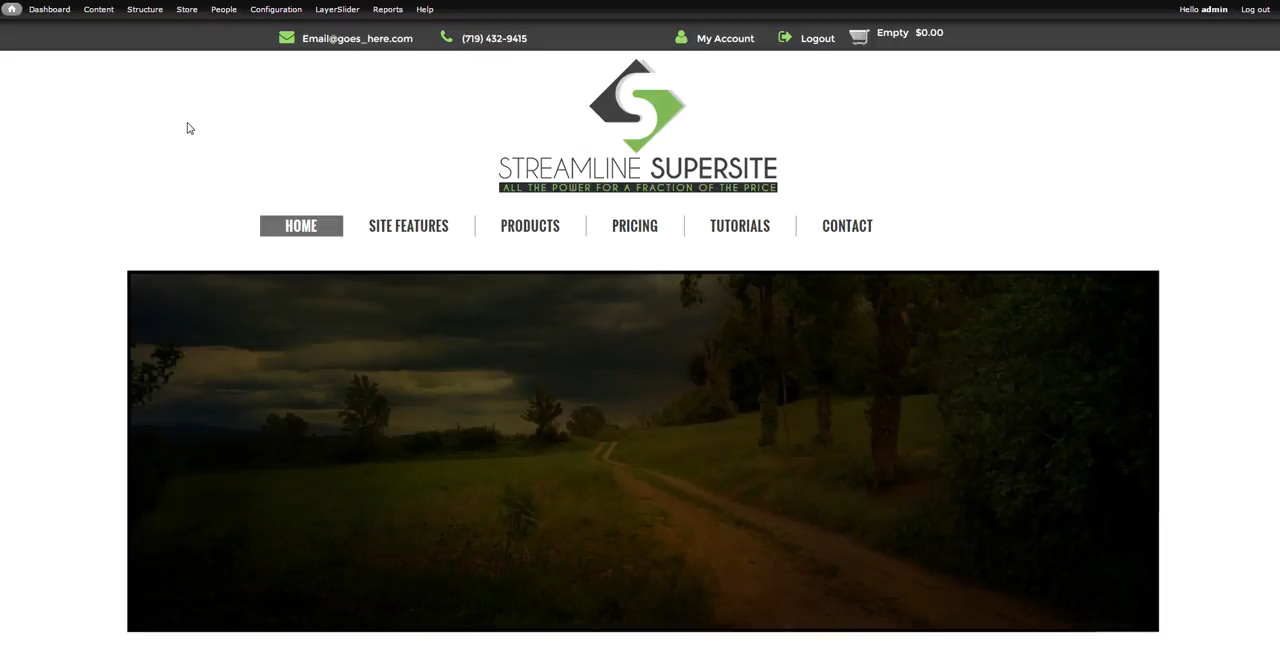 Dashboard Content Structure Store People Configuration LayerSlider Reports Help Hello admin Log out
Email@goes_here.com (719) 432-9415 My Account Logout Empty $0.00
STREAMLINE SUPERSITE
ALL THE POWER FOR A FRACTION OF THE PRICE
HOME SITE FEATURES PRODUCTS PRICING TUTORIALS CONTACT